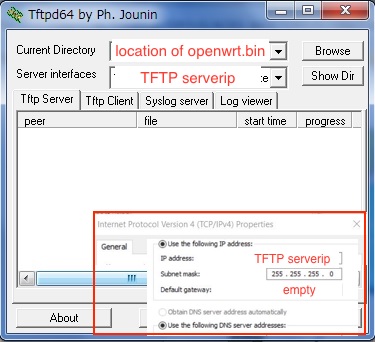 Tftpd64 by Ph. Jounin
Current Directory location of openwrt.bin Browse
Server interfaces TFTP serverip Show Dir
Tftp Server Tftp Client Syslog server Log viewer
peer file start time progress
Internet Protocol Version 4 (TCP/IPv4) Properties
General
Use the following IP address:
IP address: TFTP serverip
Subnet mask: 255 . 255 . 255 . 0
Default gateway: empty
Obtain DNS server address automatically
Use the following DNS server addresses:
About